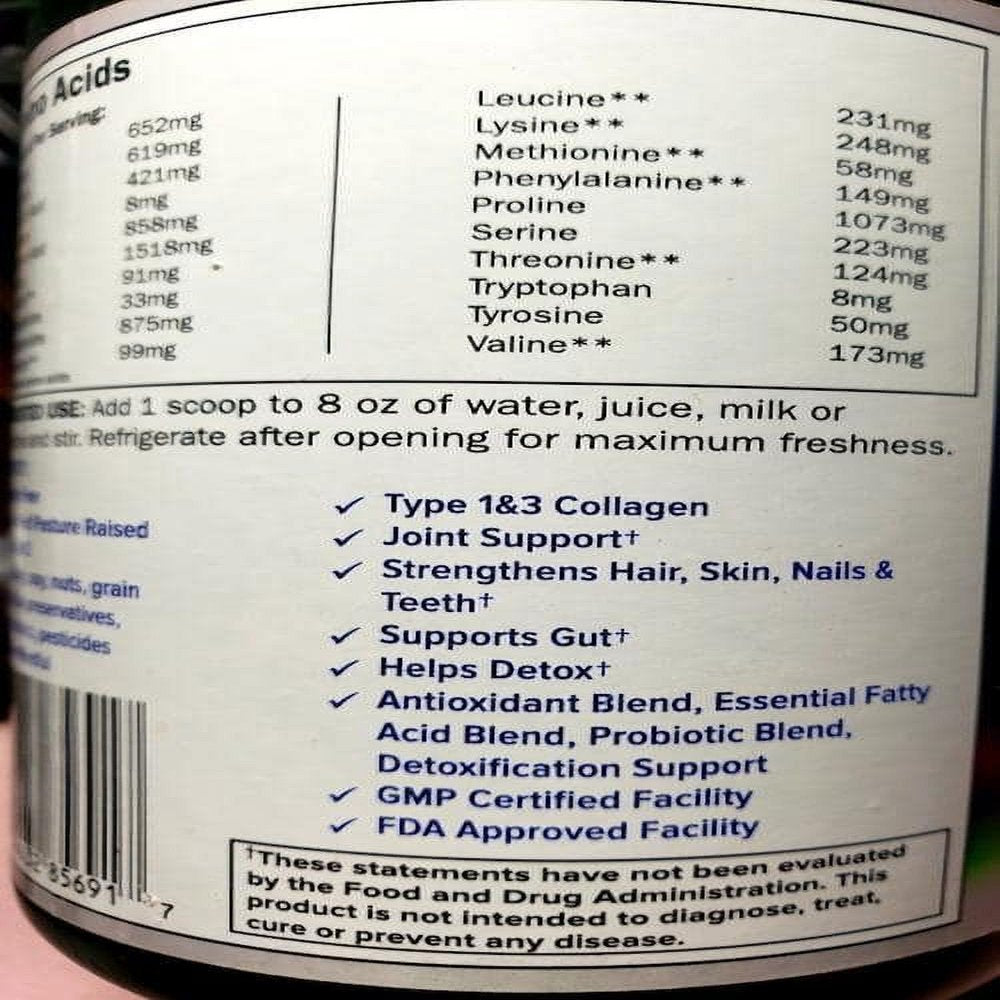 Acids
Serving:
652mg
619mg
421mg
8mg
858mg
1518mg
91mg
33mg
875mg
99mg
Leucine** 231mg
Lysine** 248mg
Methionine** 58mg
Phenylalanine** 149mg
Proline 1073mg
Serine 223mg
Threonine** 124mg
Tryptophan 8mg
Tyrosine 50mg
Valine** 173mg
USE: Add 1 scoop to 8 oz of water, juice, milk or
and stir. Refrigerate after opening for maximum freshness.
Pasture Raised
nuts, grain
preservatives,
pesticides
✓ Type 1&3 Collagen
✓ Joint Support†
✓ Strengthens Hair, Skin, Nails &
Teeth†
✓ Supports Gut†
✓ Helps Detox†
✓ Antioxidant Blend, Essential Fatty
Acid Blend, Probiotic Blend,
Detoxification Support
✓ GMP Certified Facility
✓ FDA Approved Facility
85691 7
†These statements have not been evaluated
by the Food and Drug Administration. This
product is not intended to diagnose, treat,
cure or prevent any disease.